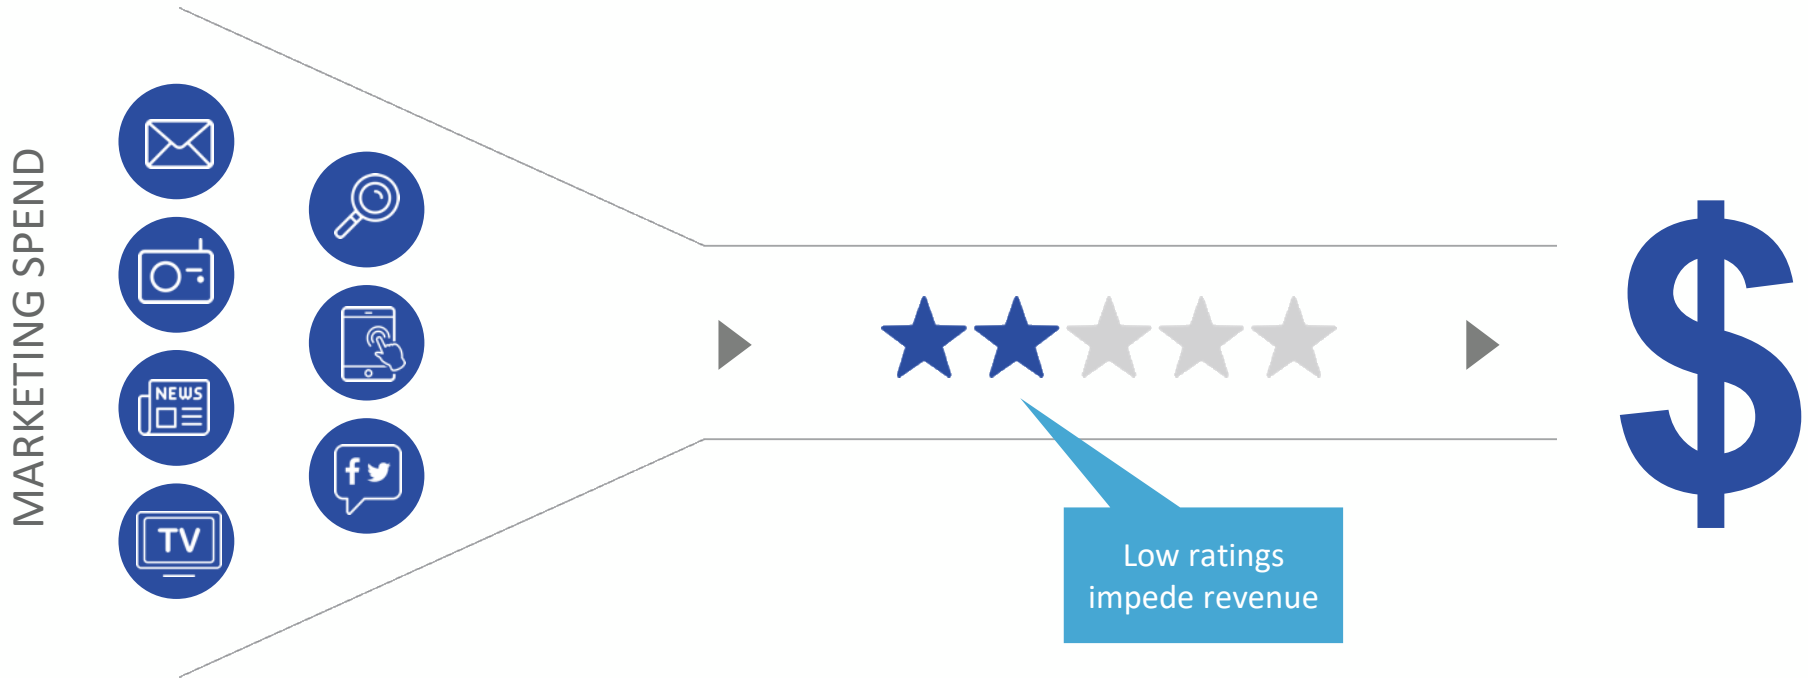 MARKETING SPEND
NEWS
TV
Low ratings
impede revenue
$